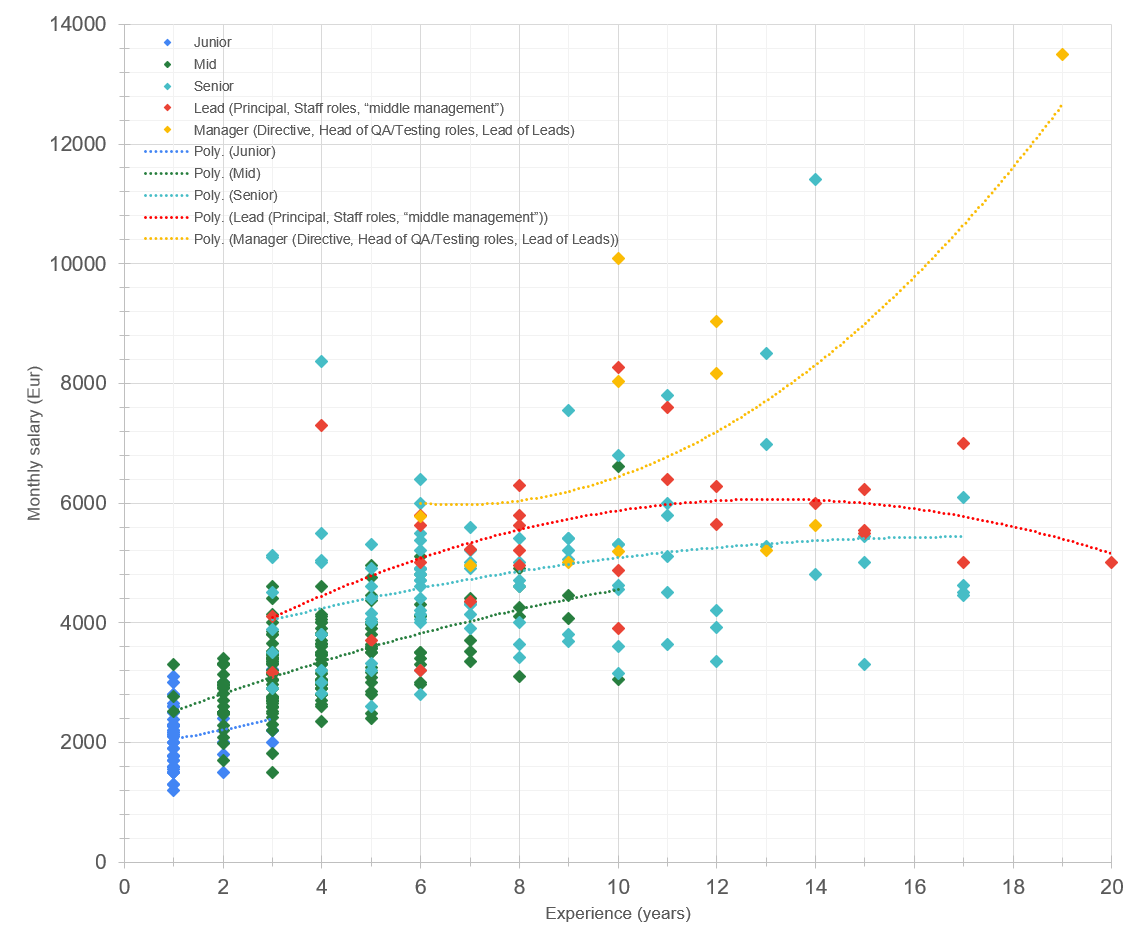 14000
Junior
Mid
Senior
Lead (Principal, Staff roles, “middle management”)
Manager (Directive, Head of QA/Testing roles, Lead of Leads)
12000
Poly. (Junior)
Poly. (Mid)
Poly. (Senior)
Poly. (Lead (Principal, Staff roles, “middle management”))
Poly. (Manager (Directive, Head of QA/Testing roles, Lead of Leads))
10000
8000
Monthly salary (Eur)
6000
4000
2000
0
0 2 4 6 8 10 12 14 16 18 20
Experience (years)